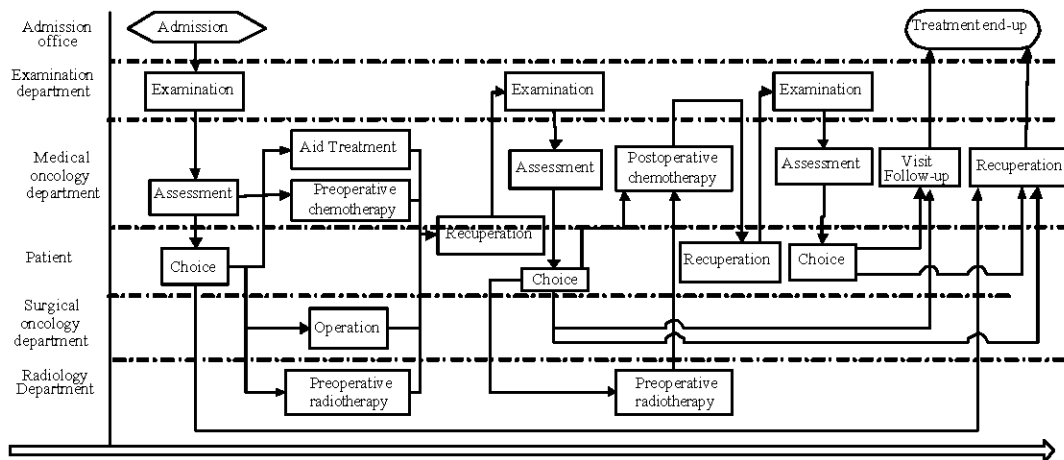 Admission
office
Admission
Treatment end-up
Examination
department
Examination
Examination
Examination
Medical
oncology
department
Aid Treatment
Assessment
Preoperative
chemotherapy
Assessment
Postoperative
chemotherapy
Assessment
Visit
Follow-up
Recuperation
Patient
Choice
Recuperation
Choice
Recuperation
Choice
Surgical
oncology
department
Operation
Radiology
Department
Preoperative
radiotherapy
Preoperative
radiotherapy